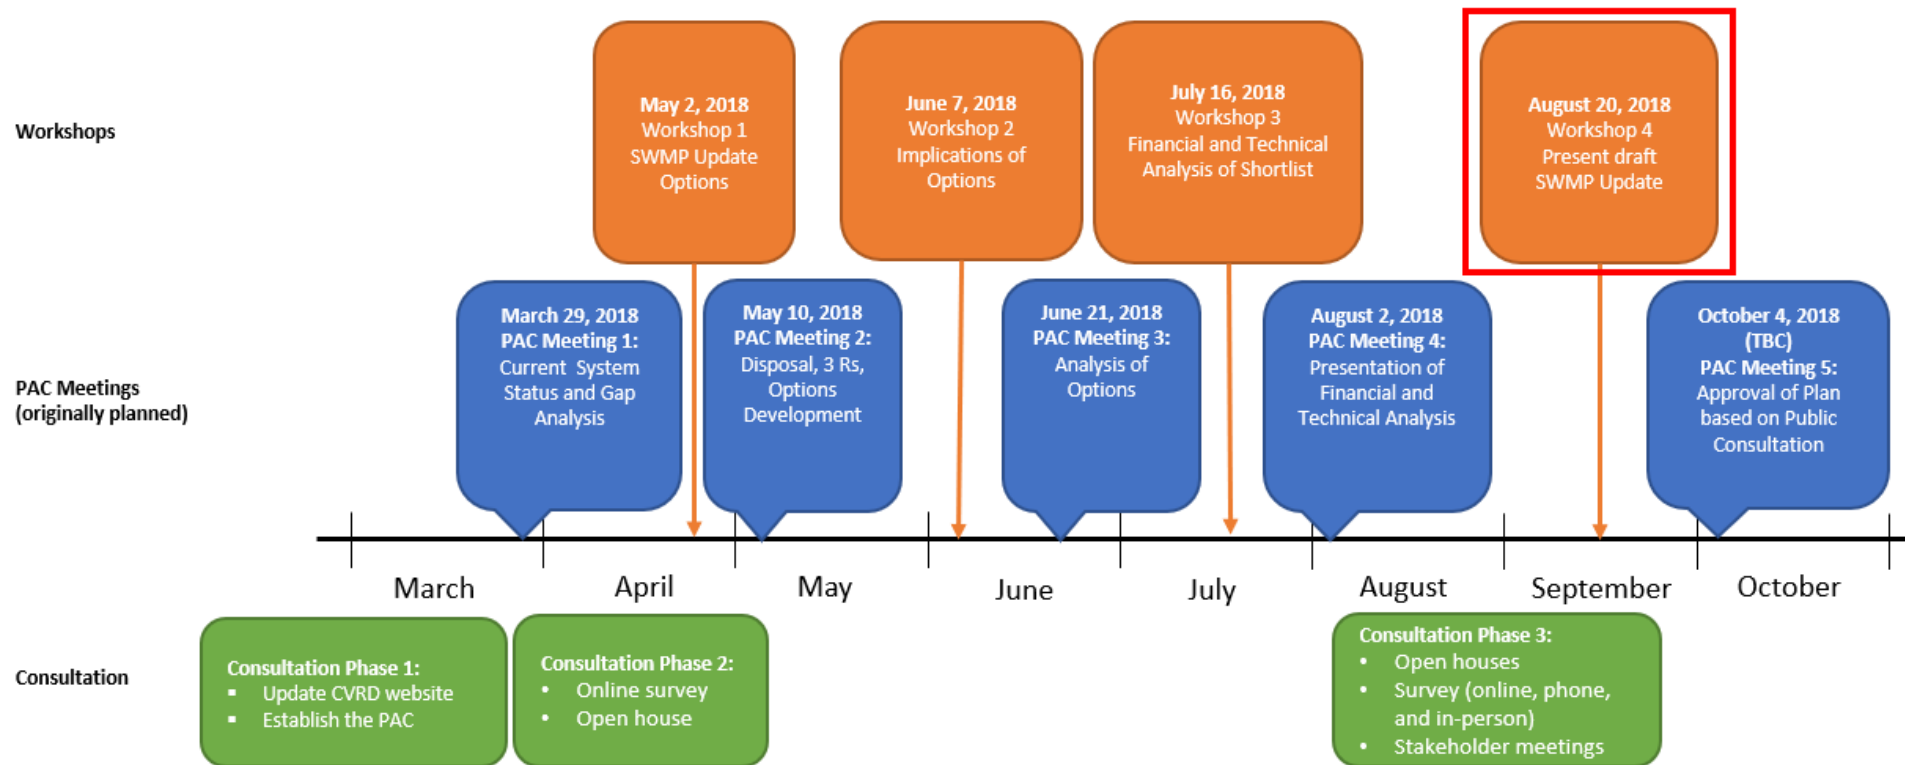 Workshops
May 2, 2018
Workshop 1
SWMP Update
Options
June 7, 2018
Workshop 2
Implications of
Options
July 16, 2018
Workshop 3
Financial and Technical
Analysis of Shortlist
August 20, 2018
Workshop 4
Present draft
SWMP Update
PAC Meetings
(originally planned)
March 29, 2018
PAC Meeting 1:
Current System
Status and Gap
Analysis
May 10, 2018
PAC Meeting 2:
Disposal, 3 Rs,
Options
Development
June 21, 2018
PAC Meeting 3:
Analysis of
Options
August 2, 2018
PAC Meeting 4:
Presentation of
Financial and
Technical Analysis
October 4, 2018
(TBC)
PAC Meeting 5:
Approval of Plan
based on Public
Consultation
March
April
May
June
July
August
September
October
Consultation
Consultation Phase 1:
▪ Update CVRD website
▪ Establish the PAC
Consultation Phase 2:
• Online survey
• Open house
Consultation Phase 3:
• Open houses
• Survey (online, phone,
and in-person)
• Stakeholder meetings